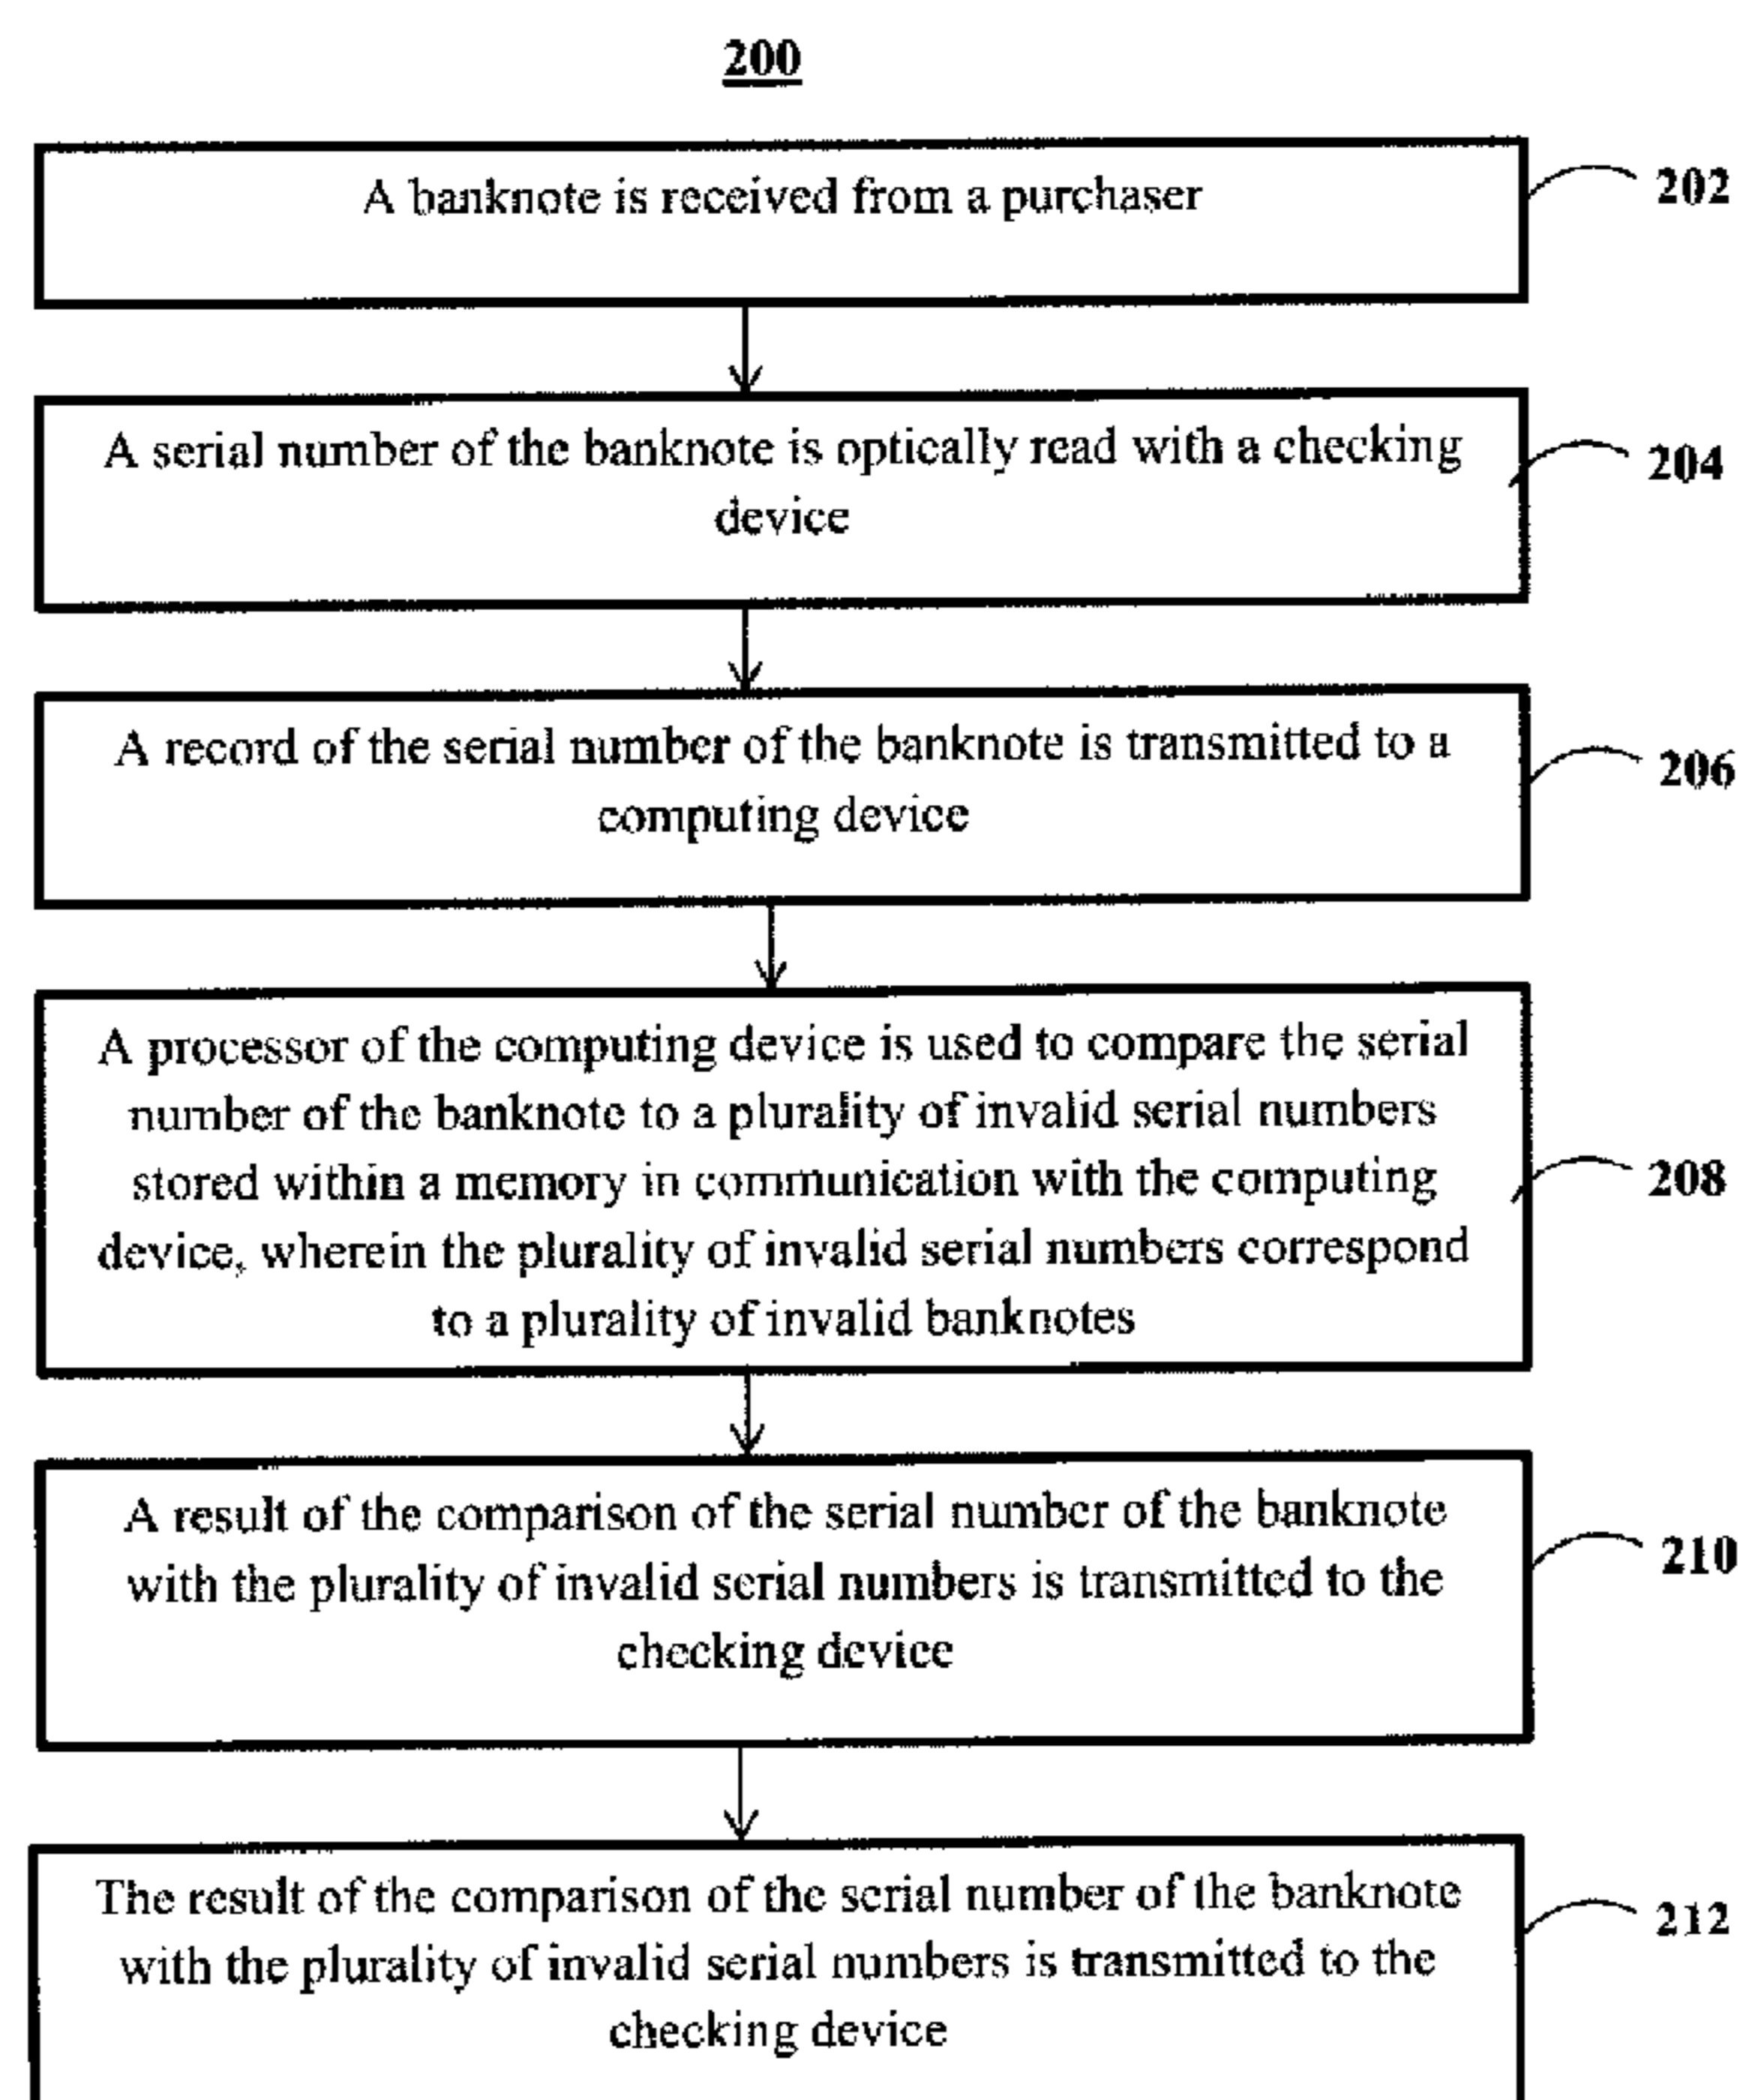 200
A banknote is received from a purchaser
202
A serial number of the banknote is optically read with a checking
device
204
A record of the serial number of the banknote is transmitted to a
computing device
206
A processor of the computing device is used to compare the serial
number of the banknote to a plurality of invalid serial numbers
stored within a memory in communication with the computing
device, wherein the plurality of invalid serial numbers correspond
to a plurality of invalid banknotes
208
A result of the comparison of the serial number of the banknote
with the plurality of invalid serial numbers is transmitted to the
checking device
210
The result of the comparison of the serial number of the banknote
with the plurality of invalid serial numbers is transmitted to the
checking device
212